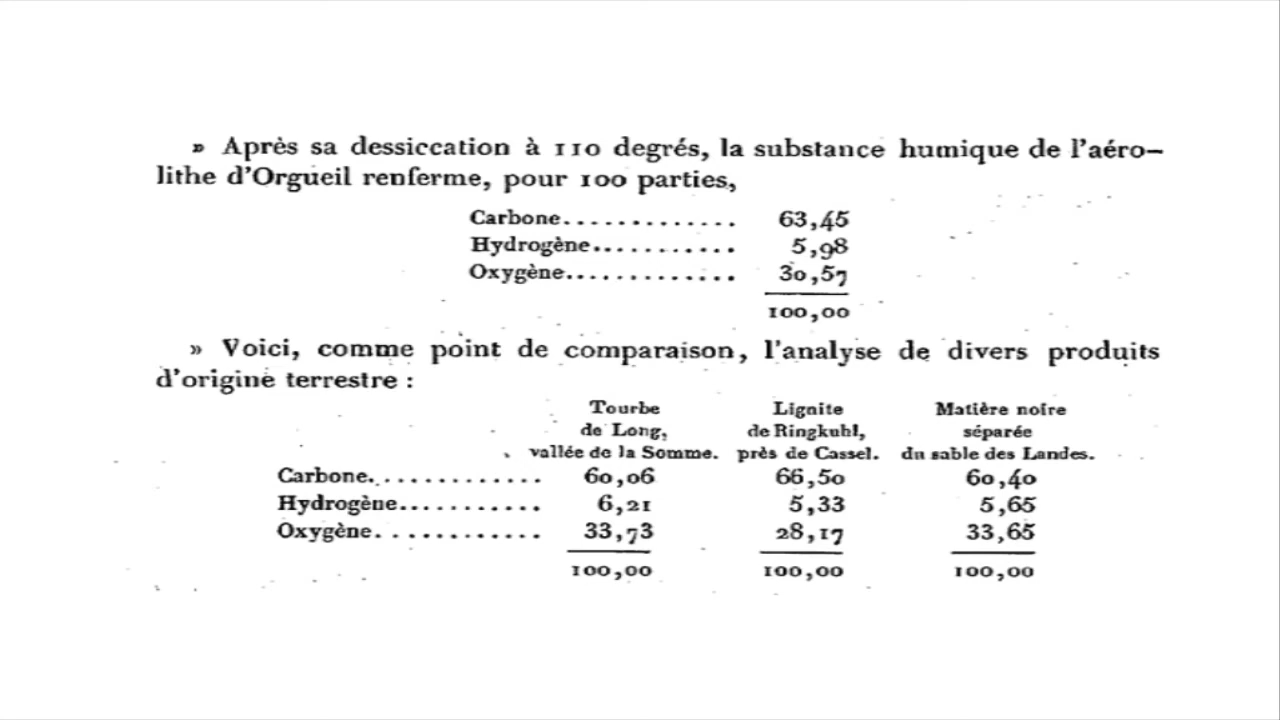 » Après sa dessiccation à 110 degrés, la substance humique de l'aéro-
lithe d'Orgueil renferme, pour 100 parties,
Carbone............. 63,45
Hydrogène........... 5,98
Oxygène............. 30,57
100,00
» Voici, comme point de comparaison, l'analyse de divers produits
d'origine terrestre :
Tourbe Lignite Matière noire
de Long, de Ringkuhl, séparée
vallée de la Somme. près de Cassel. du sable des Landes.
Carbone............. 60,06 66,50 60,40
Hydrogène........... 6,21 5,33 5,65
Oxygène............. 33,73 28,17 33,65
100,00 100,00 100,00